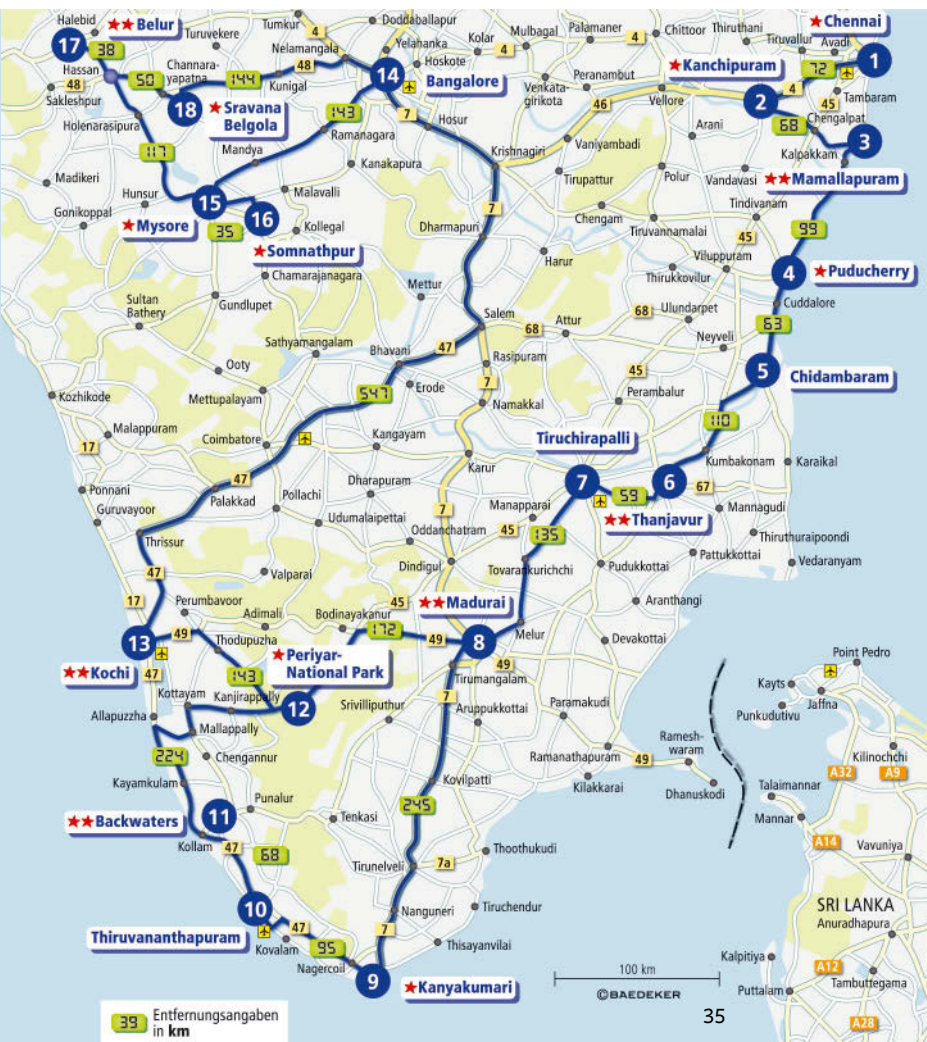 Halebid
★★Belur
Tumkur
4
Doddaballapur
★Chennai
17
38
Turuvekere
Nelamangala
Yelahanka
Kolar
4
Mulbagal
Palamaner
4
Chittoor
Thiruthani
Tiruvallur
Avadi
1
Hassan
48
50
Channara-
yapatna
144
48
Kunigal
14
Hoskote
Bangalore
★Kanchipuram
72
Sakleshpur
18
★Sravana
Belgola
143
Peranambut
Venkata-
girikota
46
Vellore
2
4
45
Tambaram
Holenarasipura
Ramanagara
7
Hosur
Vaniyambadi
Arani
68
Chengalpat
3
117
Mandya
Kanakapura
Krishnagiri
Kalpakkam
Madikeri
Hunsur
15
Malavalli
Tirupattur
Polur
Vandavasi
★★Mamallapuram
Gonikoppal
★Mysore
16
35
Kollegal
7
Chengam
Tindivanam
Dharmapuri
Tiruvannamalai
45
99
★Somnathpur
Harur
Viluppuram
4
★Puducherry
Chamarajanagara
Mettur
Thirukkovilur
Sultan
Bathery
Gundlupet
Cuddalore
Salem
68
Attur
68
Ulundarpet
63
Sathyamangalam
Bhavani
47
Neyveli
Ooty
Rasipuram
5
Chidambaram
Kozhikode
Mettupalayam
547
Erode
7
45
Namakkal
Perambalur
110
Malappuram
Coimbatore
Kangayam
Tiruchirapalli
17
Karur
Kumbakonam
Karaikal
Ponnani
47
Palakkad
Pollachi
Dharapuram
7
59
6
67
Guruvayoor
Manapparai
★★Thanjavur
Mannagudi
Udumalaipettai
7
Oddanchatram
45
135
Thiruthuraipoondi
Thrissur
Pattukkottai
Dindigul
Tovarankurichchi
Pudukkottai
Vedaranyam
47
Valparai
17
Perumbavoor
Adimali
45
Bodinayakanur
★★Madurai
Aranthangi
13
49
Thodupuzha
172
49
8
Melur
Devakottai
★★Kochi
47
143
★Periyar-
National Park
49
Tirumangalam
Point Pedro
Kottayam
Kanjirappally
12
Srivilliputhur
7
Aruppukkottai
Paramakudi
Kayts
Jaffna
Allapuzzha
Mallappally
Punkudutivu
224
Chengannur
Ramanathapuram
49
Ramesh-
waram
Kilinochchi
Kayamkulam
Kovilpatti
Kilakkarai
Dhanuskodi
Talaimannar
A32
A9
11
Punalur
245
Mannar
★★Backwaters
Tenkasi
Kollam
47
68
Thoothukudi
A14
Vavuniya
Tirunelveli
7a
10
Nanguneri
Tiruchendur
SRI LANKA
Anuradhapura
Thiruvananthapuram
47
7
Kovalam
95
Thisayanvilai
Nagercoil
9
★Kanyakumari
100 km
Kalpitiya
A12
Tambuttegama
Puttalam
©BAEDEKER
35
39
Entfernungsangaben
in km
A28